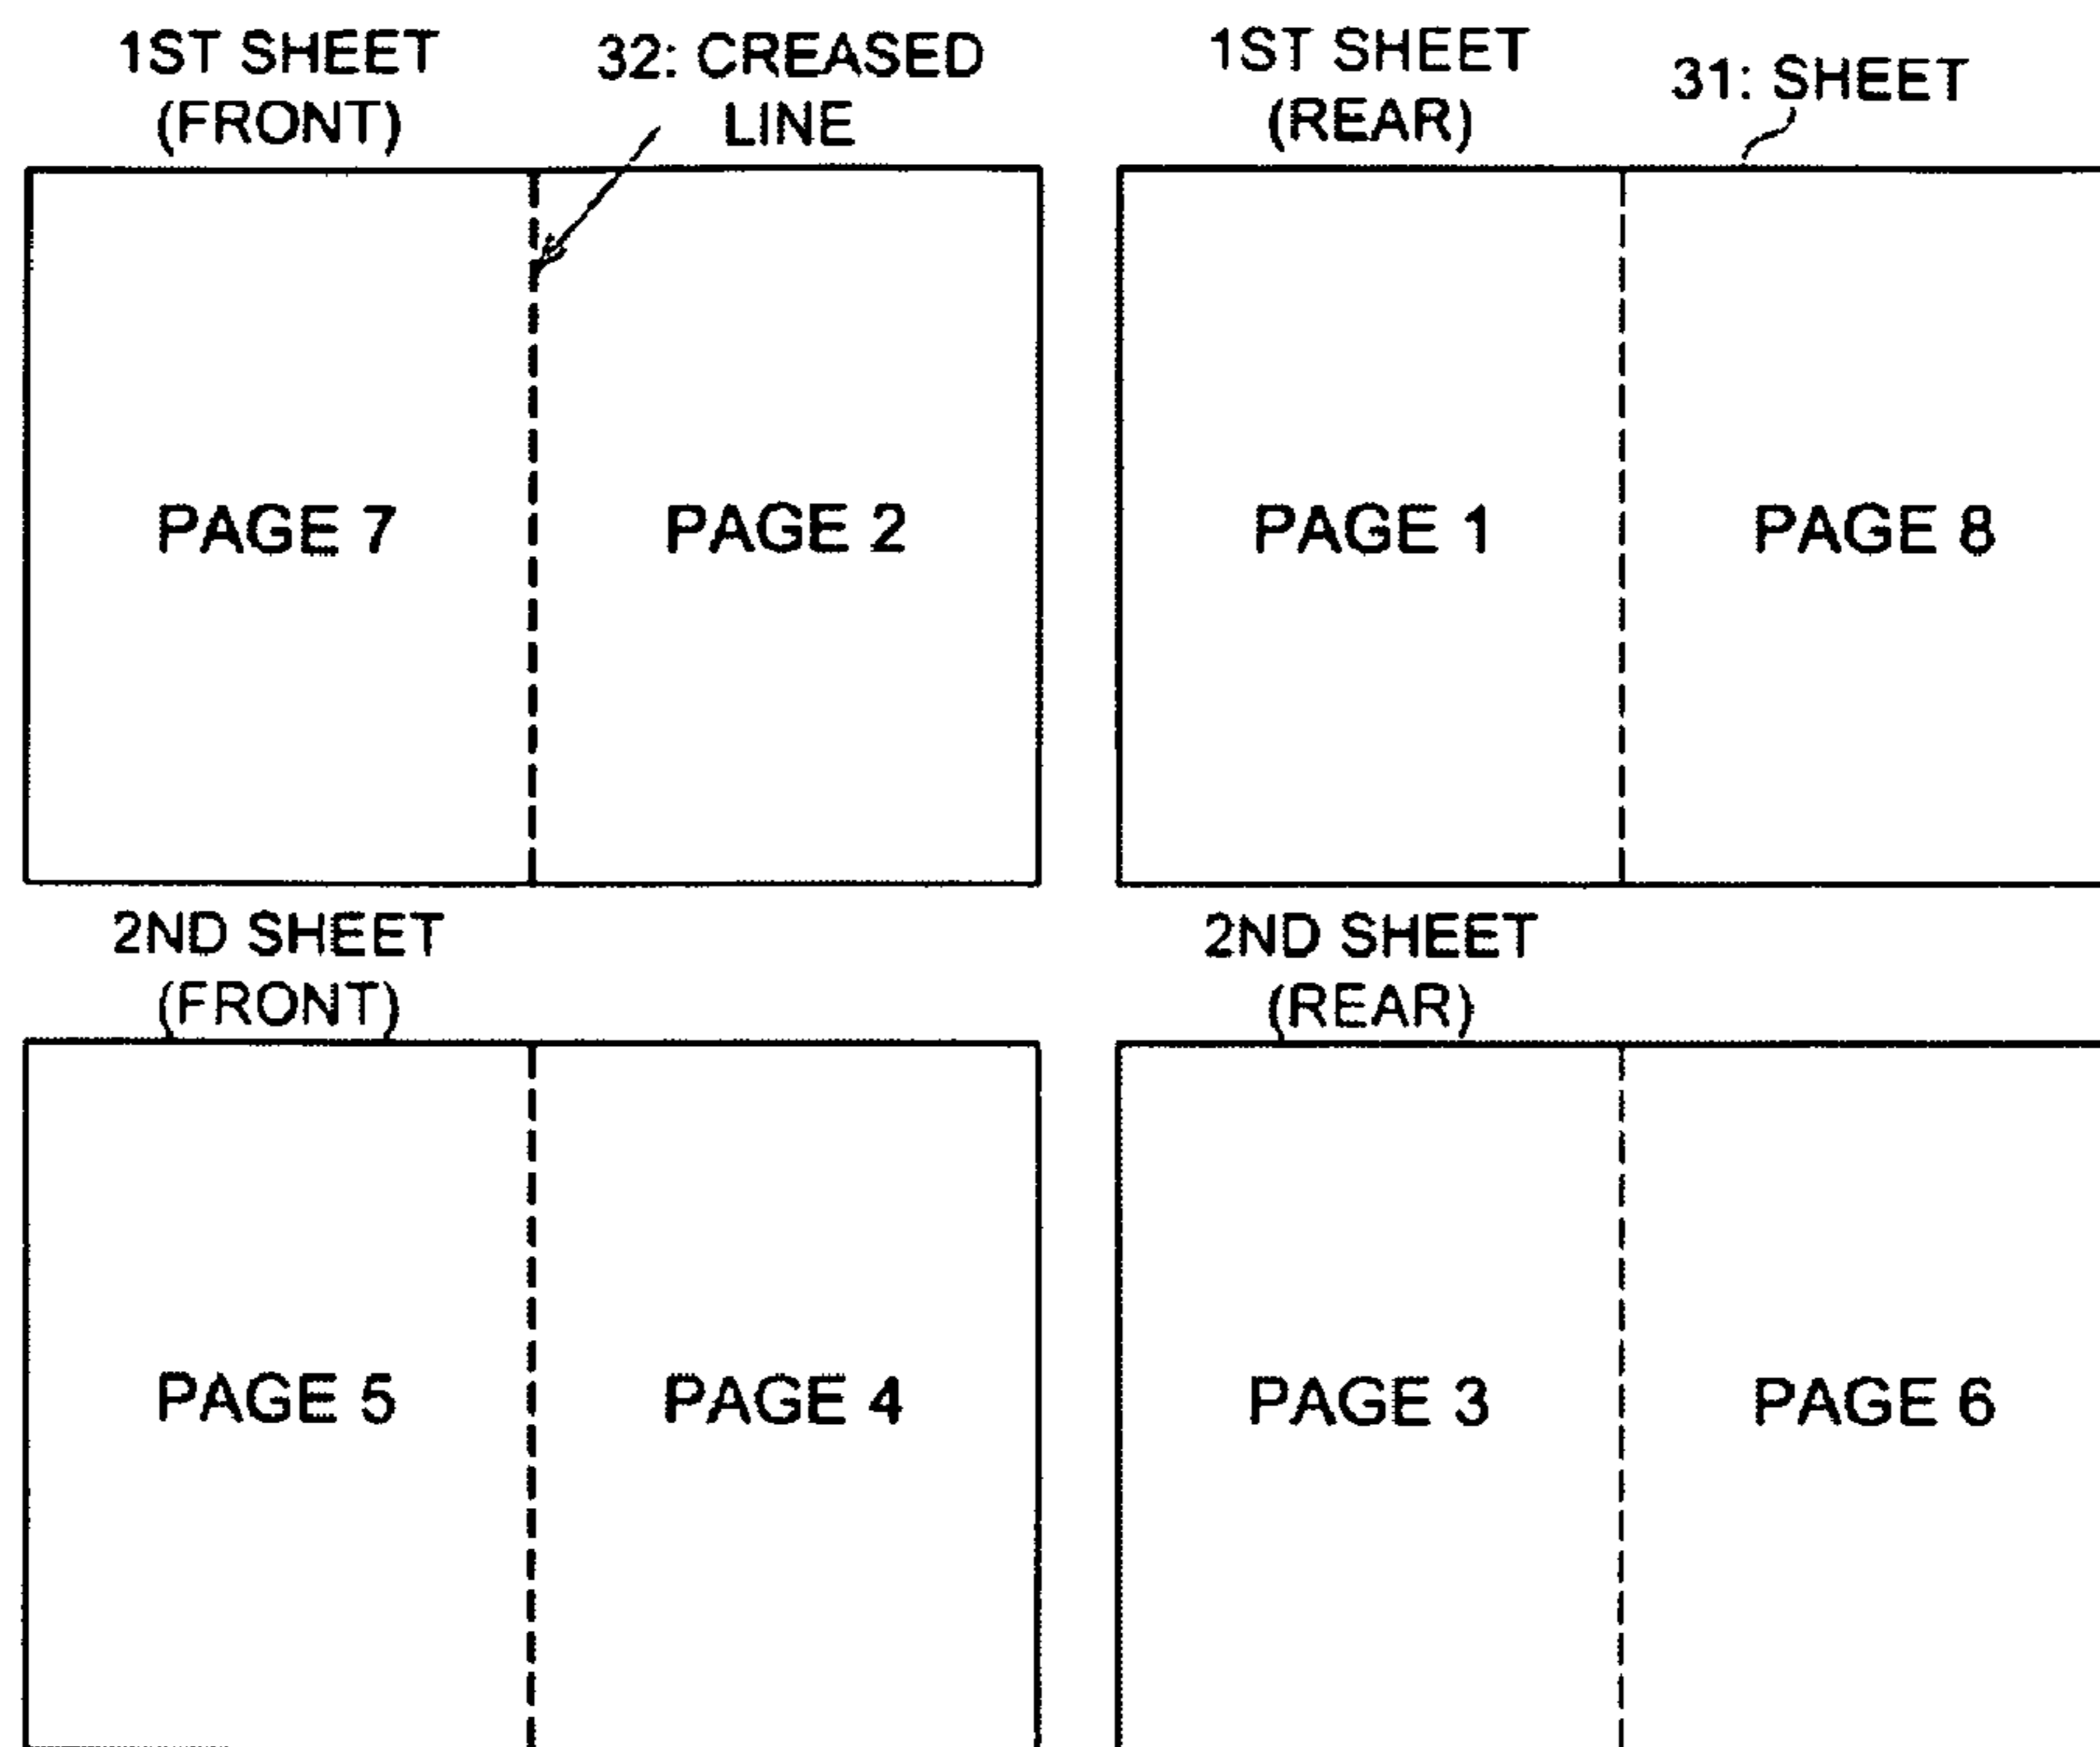 1ST SHEET
(FRONT)
32: CREASED
LINE
1ST SHEET
(REAR)
31: SHEET
PAGE 7
PAGE 2
PAGE 1
PAGE 8
2ND SHEET
(FRONT)
2ND SHEET
(REAR)
PAGE 5
PAGE 4
PAGE 3
PAGE 6